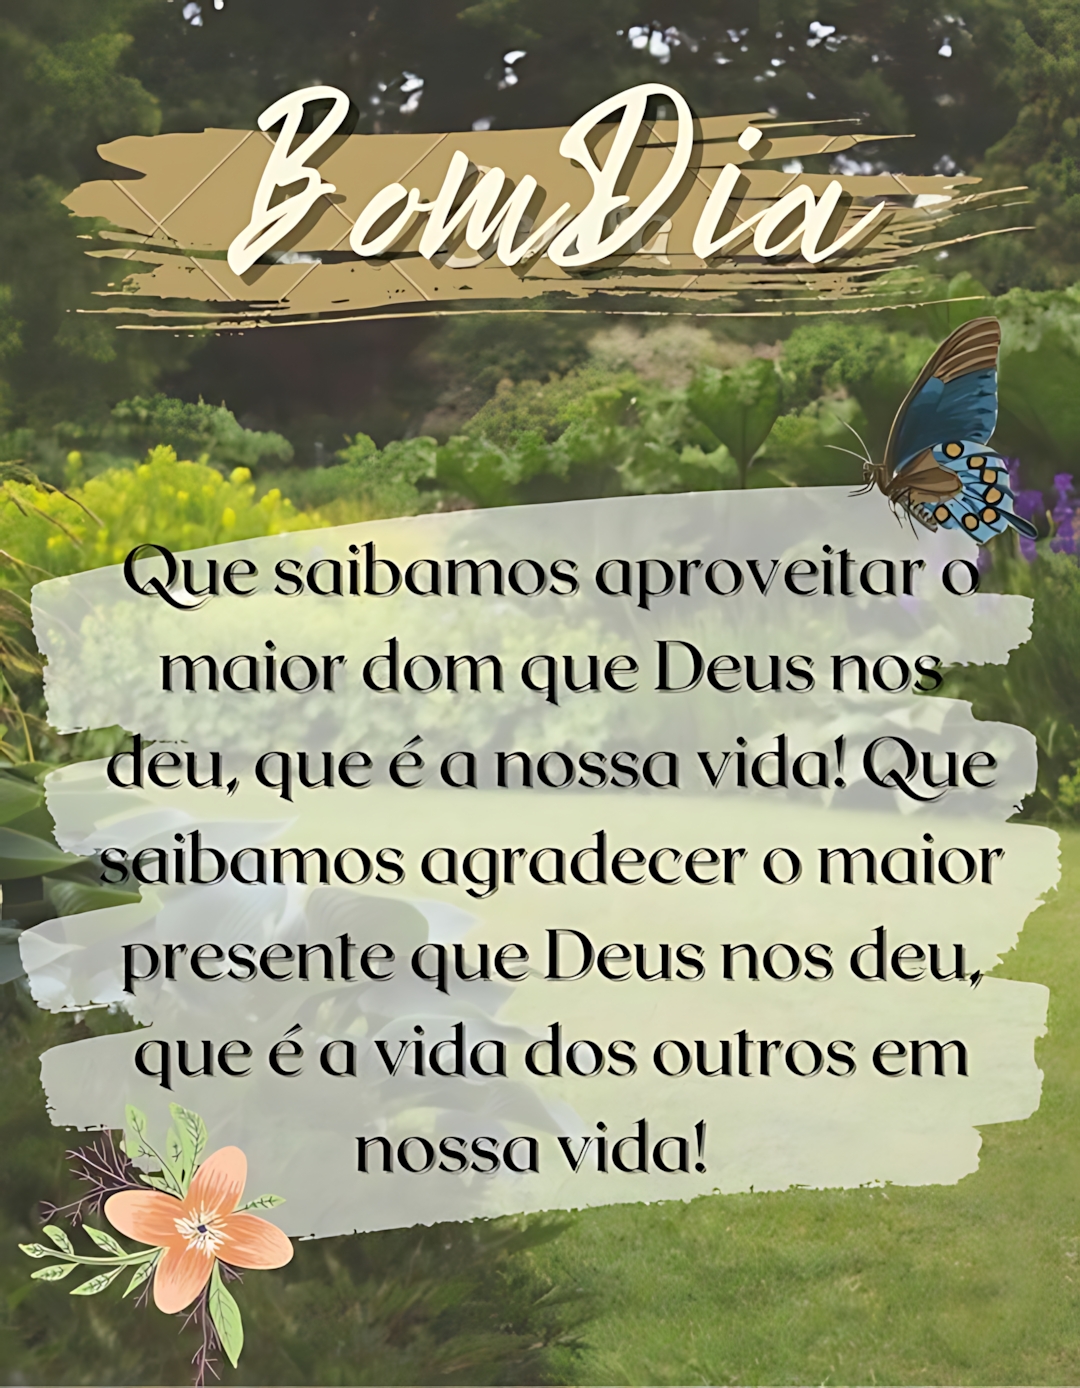 Bom Dia
Que saibamos aproveitar o
maior dom que Deus nos
deu, que é a nossa vida! Que
saibamos agradecer o maior
presente que Deus nos deu,
que é a vida dos outros em
nossa vida!